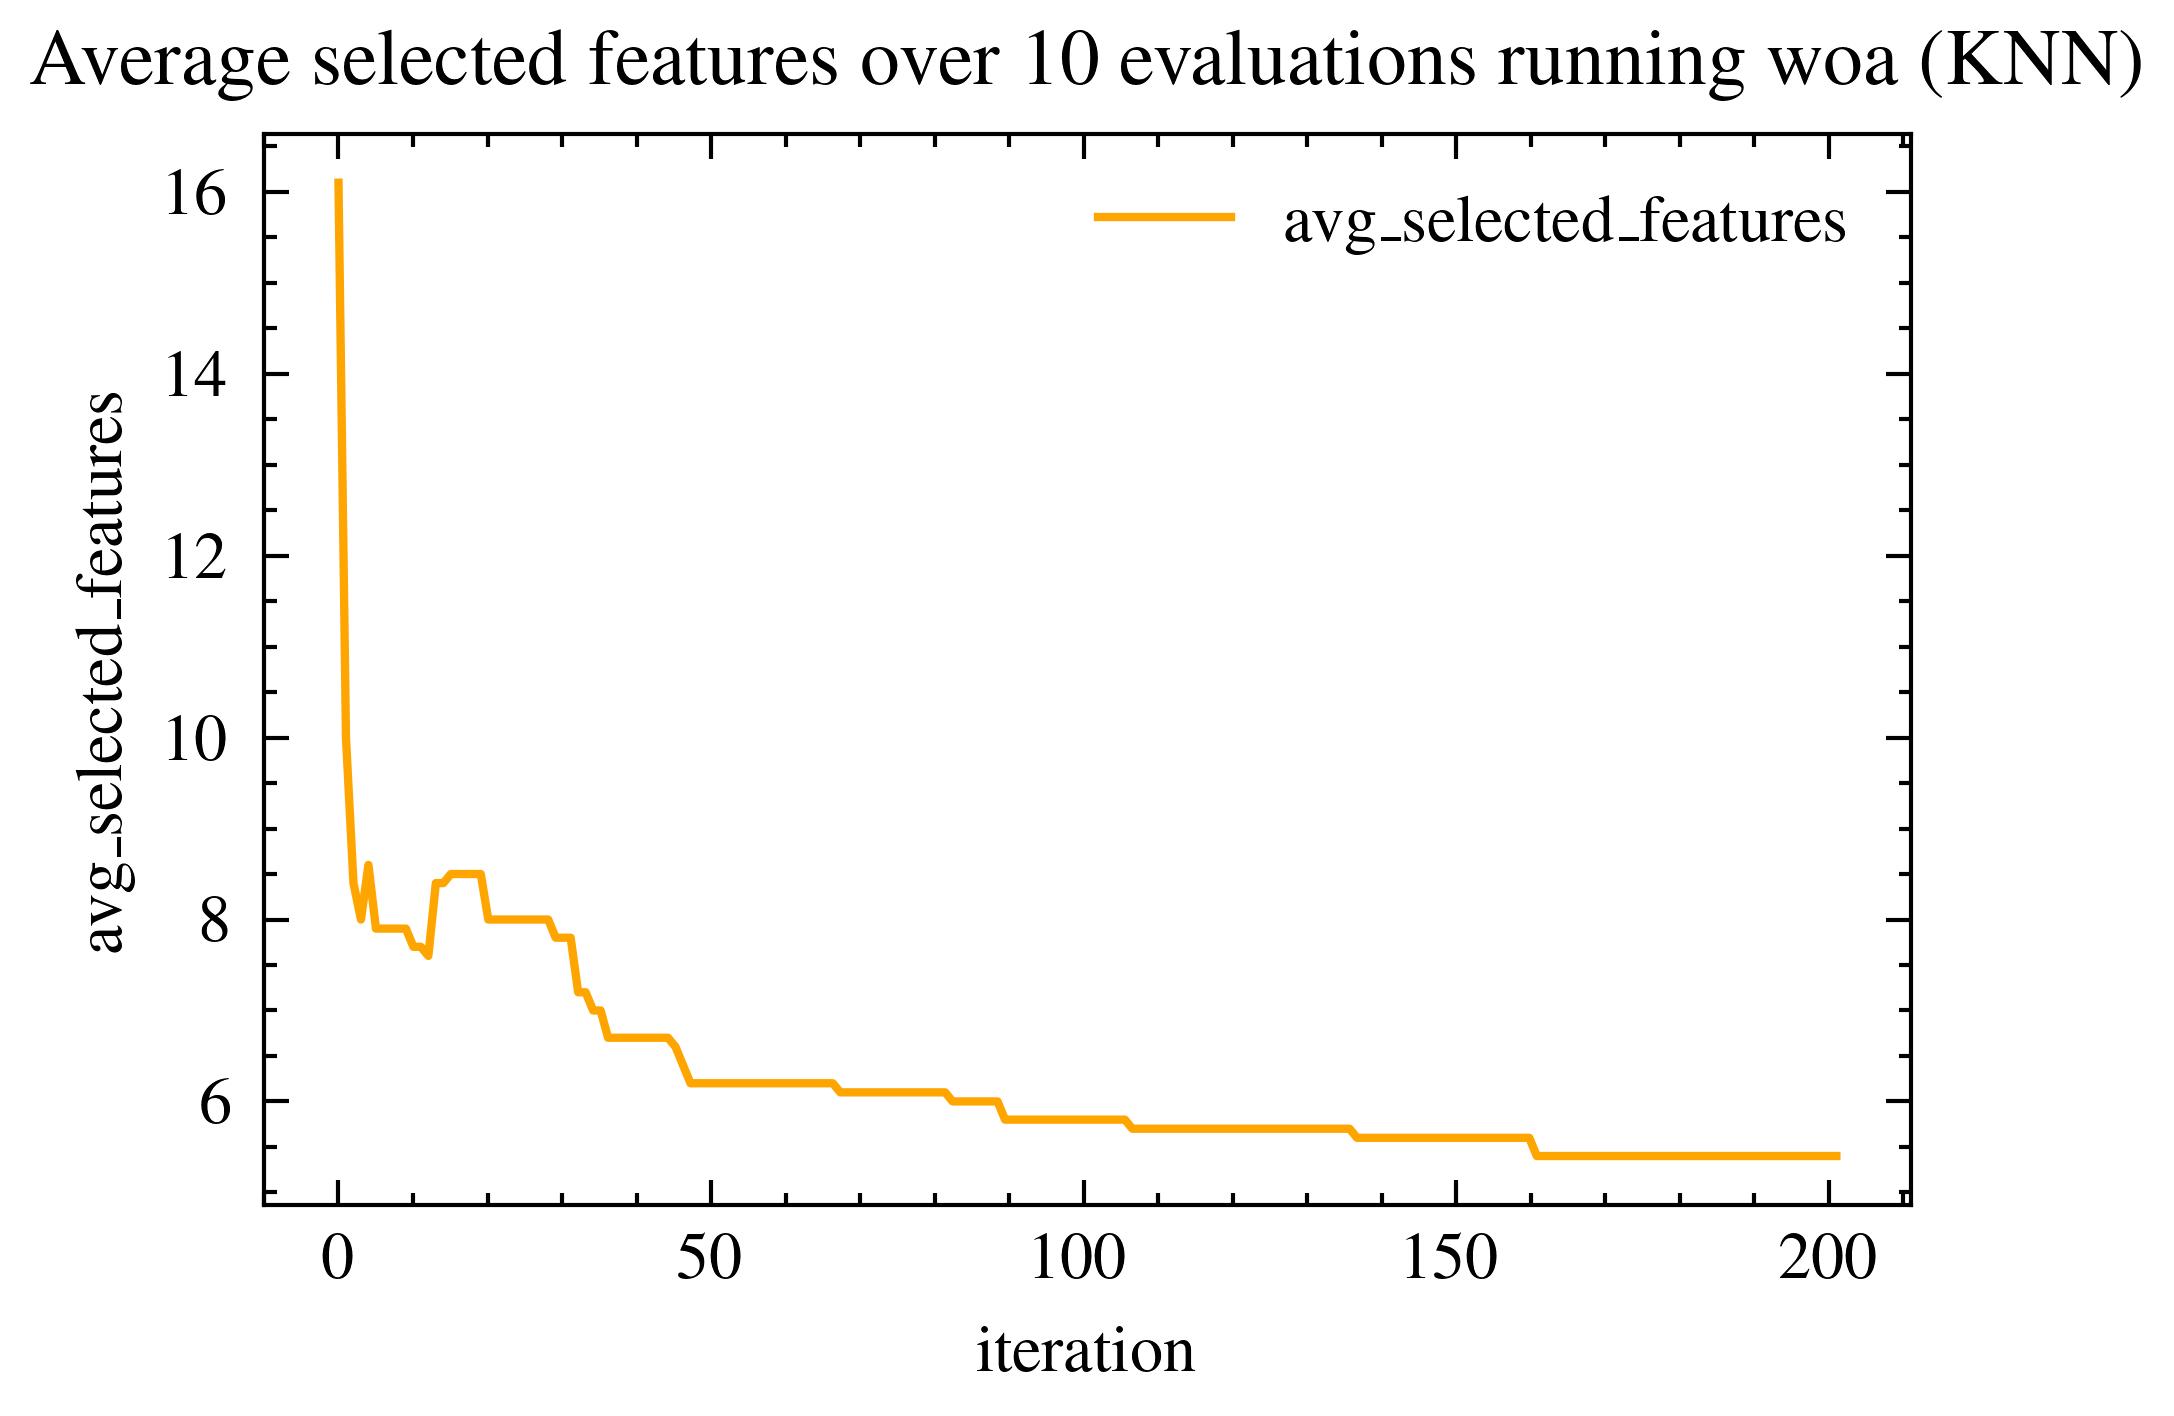 Average selected features over 10 evaluations running woa (KNN)
avg_selected_features
16
14
12
10
8
6
avg_selected_features
0 50 100 150 200
iteration